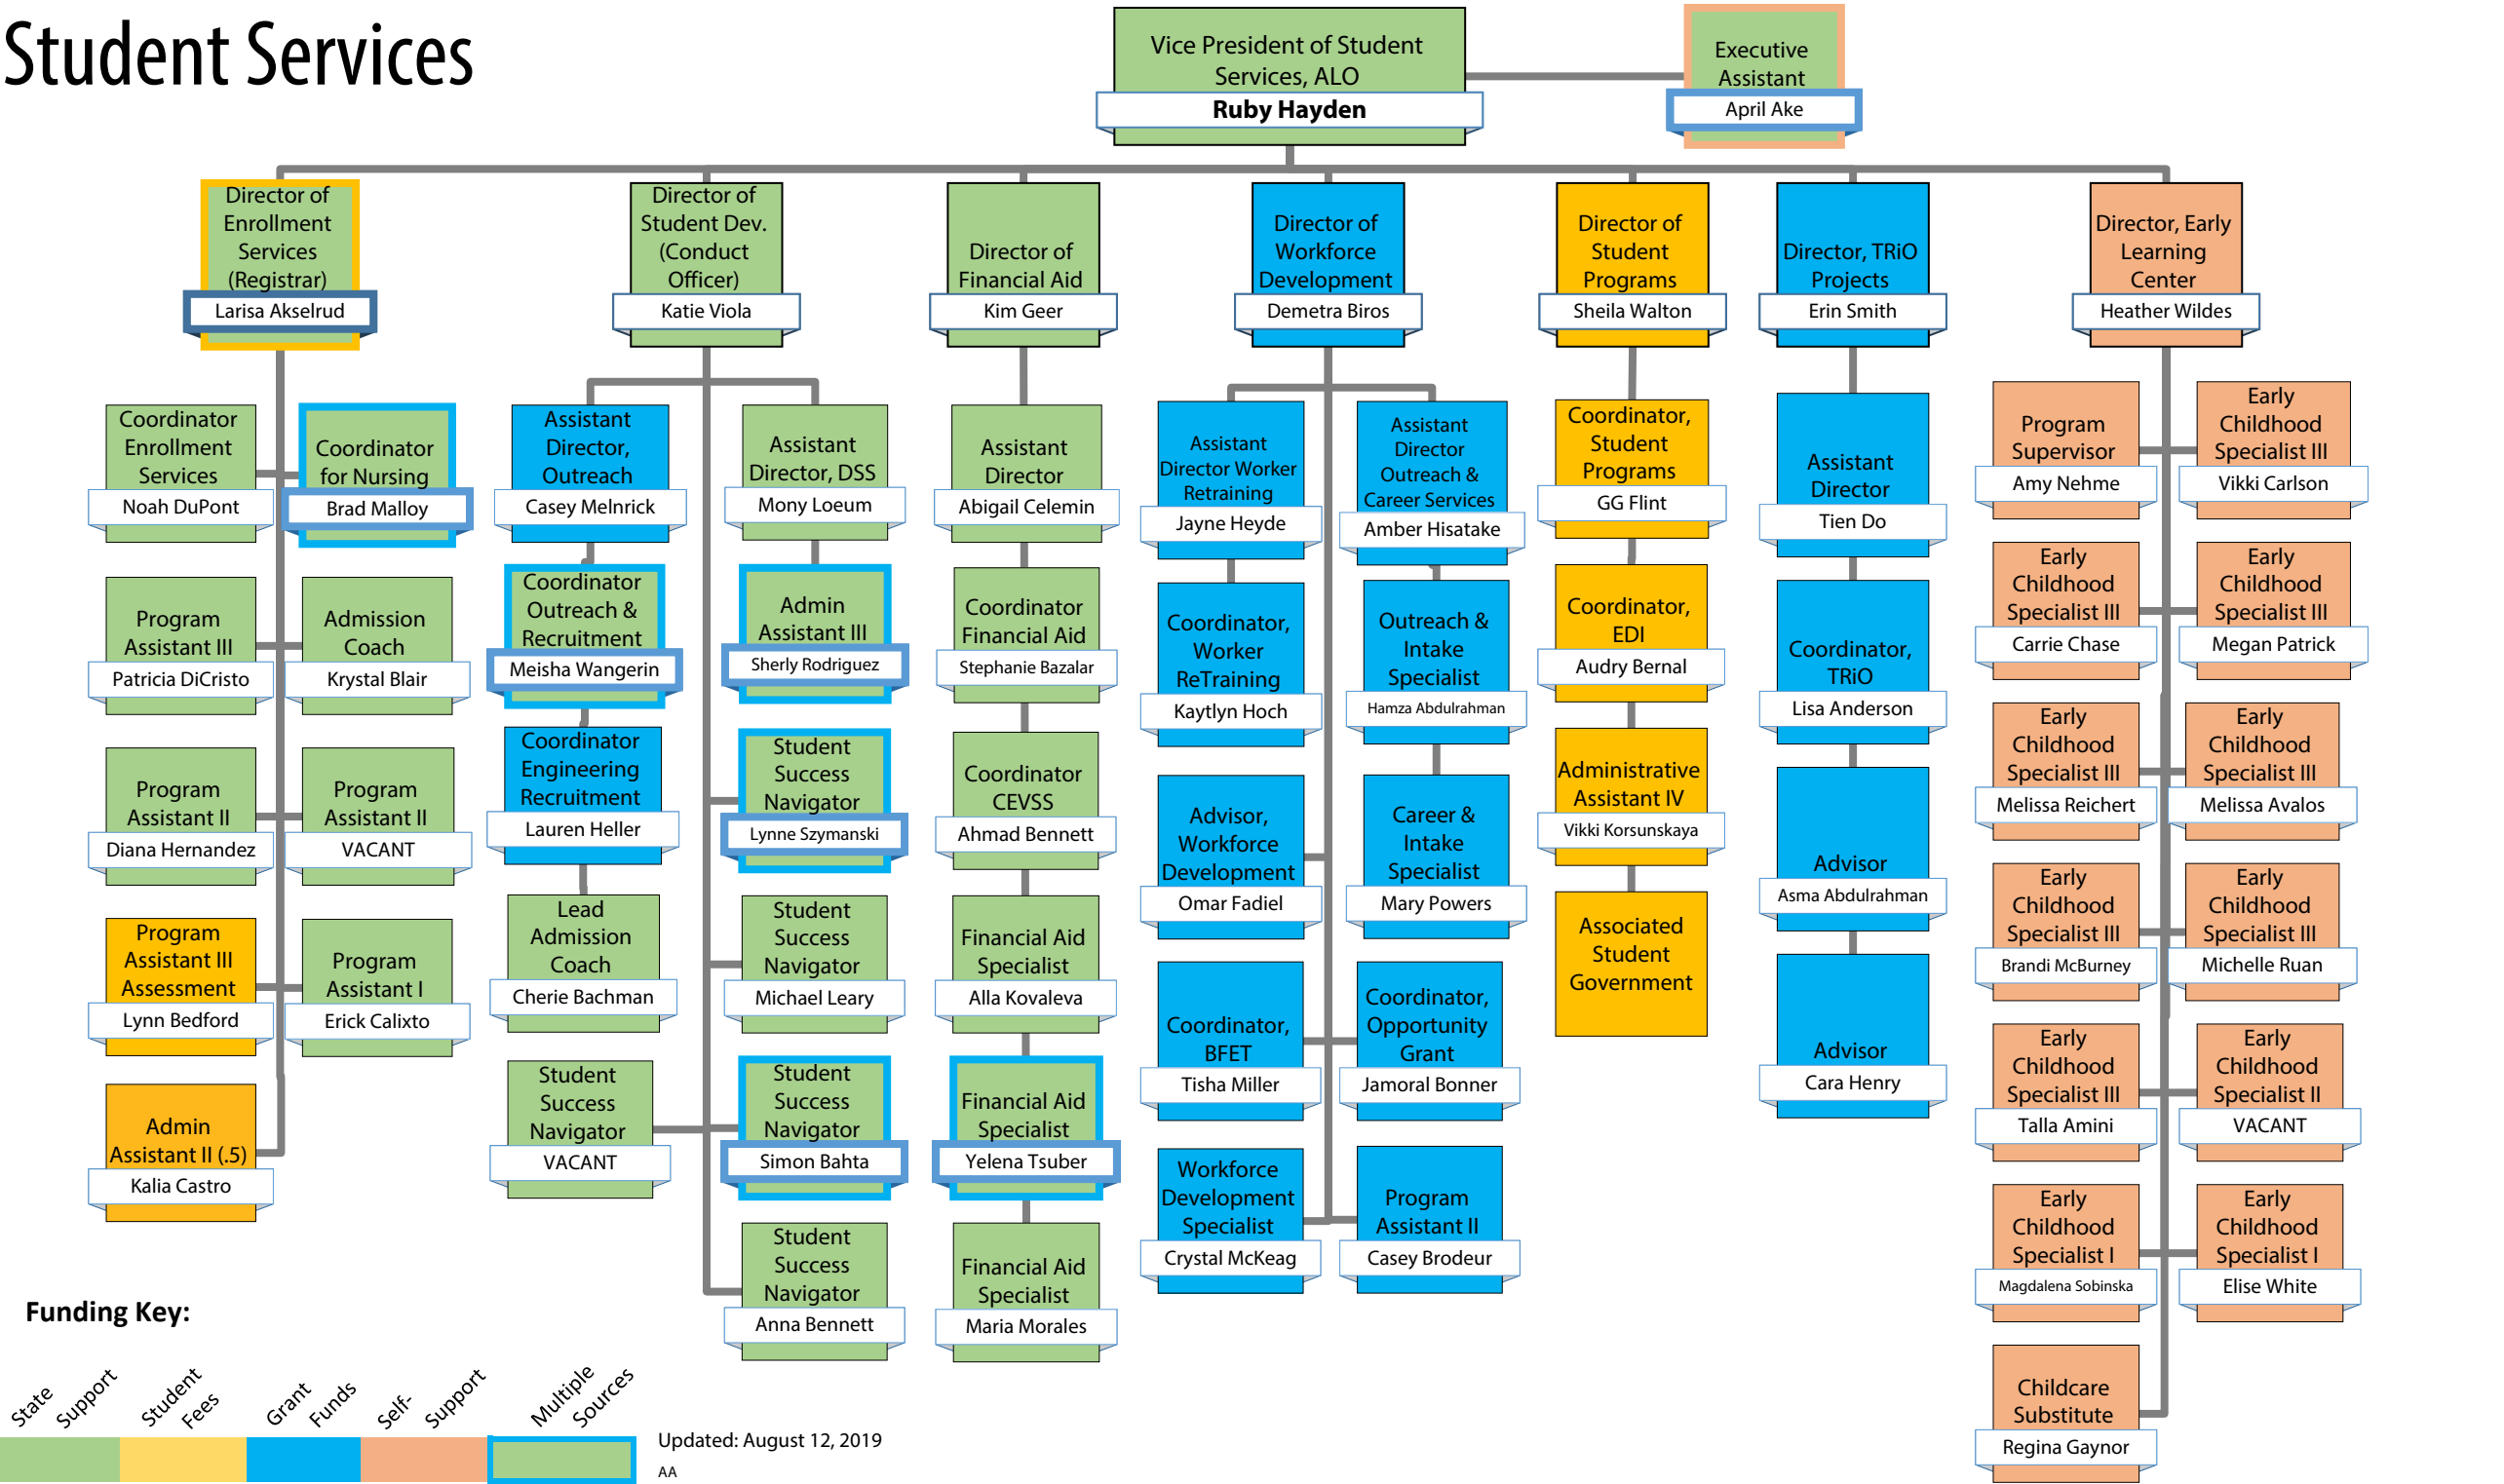 Student Services
Vice President of Student
Services, ALO
Ruby Hayden
Executive
Assistant
April Ake
Director of
Enrollment
Services
(Registrar)
Larisa Akselrud
Director of
Student Dev.
(Conduct
Officer)
Katie Viola
Director of
Financial Aid
Kim Geer
Director of
Workforce
Development
Demetra Biros
Director of
Student
Programs
Sheila Walton
Director, TRiO
Projects
Erin Smith
Director, Early
Learning
Center
Heather Wildes
Coordinator
Enrollment
Services
Noah DuPont
Coordinator
for Nursing
Brad Malloy
Program
Assistant III
Patricia DiCristo
Admission
Coach
Krystal Blair
Program
Assistant II
Diana Hernandez
Program
Assistant II
VACANT
Program
Assistant III
Assessment
Lynn Bedford
Program
Assistant I
Erick Calixto
Admin
Assistant II (.5)
Kalia Castro
Assistant
Director,
Outreach
Casey Melnrick
Assistant
Director, DSS
Mony Loeum
Coordinator
Outreach &
Recruitment
Meisha Wangerin
Admin
Assistant III
Sherly Rodriguez
Coordinator
Engineering
Recruitment
Lauren Heller
Student
Success
Navigator
Lynne Szymanski
Lead
Admission
Coach
Cherie Bachman
Student
Success
Navigator
Michael Leary
Student
Success
Navigator
VACANT
Student
Success
Navigator
Simon Bahta
Student
Success
Navigator
Anna Bennett
Assistant
Director
Abigail Celemin
Coordinator
Financial Aid
Stephanie Bazalar
Coordinator
CEVSS
Ahmad Bennett
Financial Aid
Specialist
Alla Kovaleva
Financial Aid
Specialist
Yelena Tsuber
Financial Aid
Specialist
Maria Morales
Assistant
Director Worker
Retraining
Jayne Heyde
Assistant
Director
Outreach &
Career Services
Amber Hisatake
Coordinator,
Worker
ReTraining
Kaytlyn Hoch
Outreach &
Intake
Specialist
Hamza Abdulrahman
Advisor,
Workforce
Development
Omar Fadiel
Career &
Intake
Specialist
Mary Powers
Coordinator,
BFET
Tisha Miller
Coordinator,
Opportunity
Grant
Jamoral Bonner
Workforce
Development
Specialist
Crystal McKeag
Program
Assistant II
Casey Brodeur
Coordinator,
Student
Programs
GG Flint
Coordinator,
EDI
Audry Bernal
Administrative
Assistant IV
Vikki Korsunskaya
Associated
Student
Government
Assistant
Director
Tien Do
Coordinator,
TRiO
Lisa Anderson
Advisor
Asma Abdulrahman
Advisor
Cara Henry
Program
Supervisor
Amy Nehme
Early
Childhood
Specialist III
Vikki Carlson
Early
Childhood
Specialist III
Carrie Chase
Early
Childhood
Specialist III
Megan Patrick
Early
Childhood
Specialist III
Melissa Reichert
Early
Childhood
Specialist III
Melissa Avalos
Early
Childhood
Specialist III
Brandi McBurney
Early
Childhood
Specialist III
Michelle Ruan
Early
Childhood
Specialist III
Talla Amini
Early
Childhood
Specialist II
VACANT
Early
Childhood
Specialist I
Magdalena Sobinska
Early
Childhood
Specialist I
Elise White
Childcare
Substitute
Regina Gaynor
Funding Key:
State
Support
Student
Fees
Grant
Funds
Self-
Support
Multiple
Sources
Updated: August 12, 2019
AA